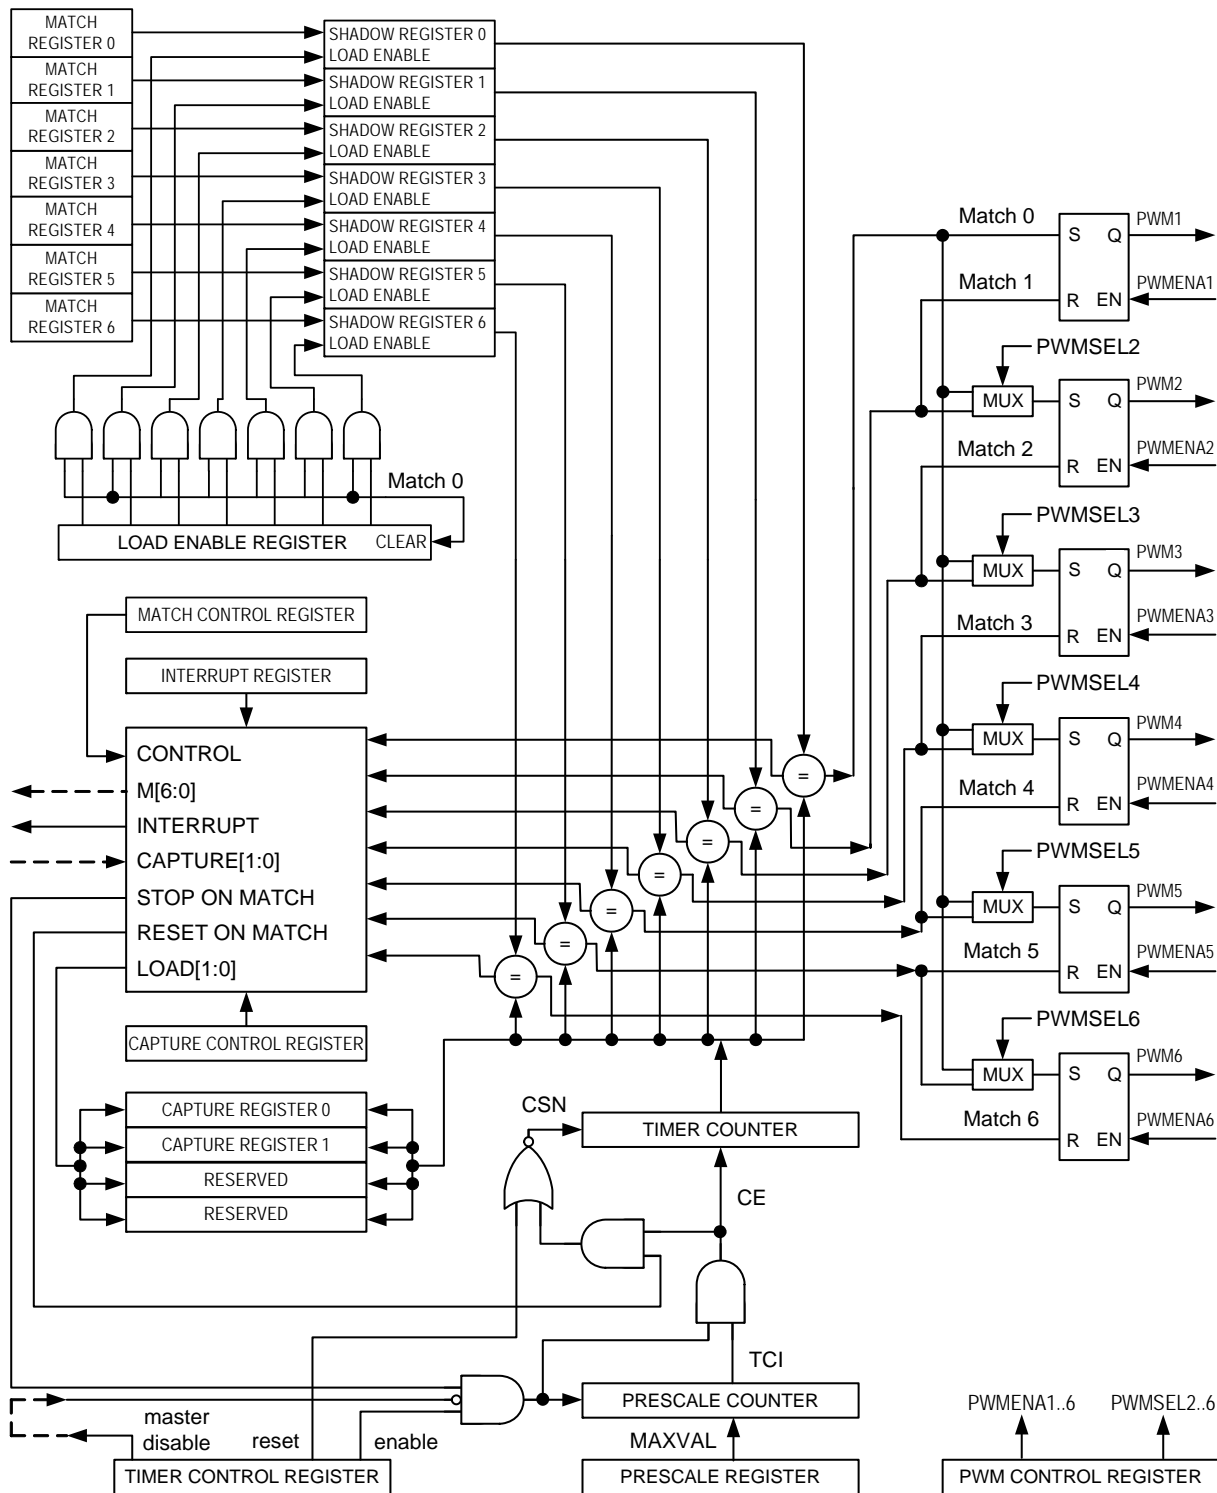 MATCH
REGISTER 0
MATCH
REGISTER 1
MATCH
REGISTER 2
MATCH
REGISTER 3
MATCH
REGISTER 4
MATCH
REGISTER 5
MATCH
REGISTER 6
SHADOW REGISTER 0
LOAD ENABLE
SHADOW REGISTER 1
LOAD ENABLE
SHADOW REGISTER 2
LOAD ENABLE
SHADOW REGISTER 3
LOAD ENABLE
SHADOW REGISTER 4
LOAD ENABLE
SHADOW REGISTER 5
LOAD ENABLE
SHADOW REGISTER 6
LOAD ENABLE
Match 0
LOAD ENABLE REGISTER CLEAR
MATCH CONTROL REGISTER
INTERRUPT REGISTER
CONTROL
M[6:0]
INTERRUPT
CAPTURE[1:0]
STOP ON MATCH
RESET ON MATCH
LOAD[1:0]
CAPTURE CONTROL REGISTER
CAPTURE REGISTER 0
CAPTURE REGISTER 1
RESERVED
RESERVED
=
=
=
=
=
=
=
Match 0
S Q PWM1
Match 1
R EN PWMENA1
PWMSEL2
MUX
S Q PWM2
Match 2
R EN PWMENA2
PWMSEL3
MUX
S Q PWM3
Match 3
R EN PWMENA3
PWMSEL4
MUX
S Q PWM4
Match 4
R EN PWMENA4
PWMSEL5
MUX
S Q PWM5
Match 5
R EN PWMENA5
PWMSEL6
MUX
S Q PWM6
Match 6
R EN PWMENA6
CSN
TIMER COUNTER
CE
TCI
PRESCALE COUNTER
MAXVAL
PRESCALE REGISTER
master
disable
reset
enable
TIMER CONTROL REGISTER
PWMENA1..6 PWMSEL2..6
PWM CONTROL REGISTER